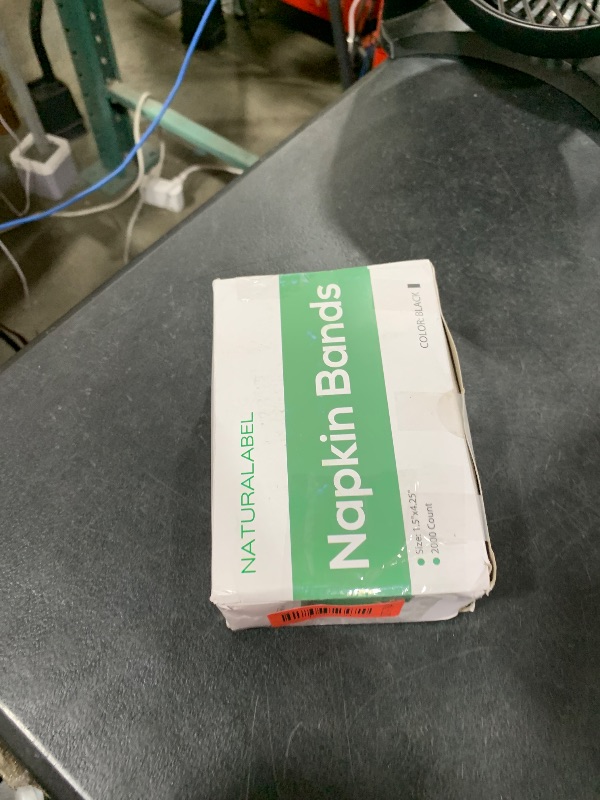 NATURALABEL
Napkin Bands
Size: 1.5"x4.25"
2000 Count
COLOR: BLACK